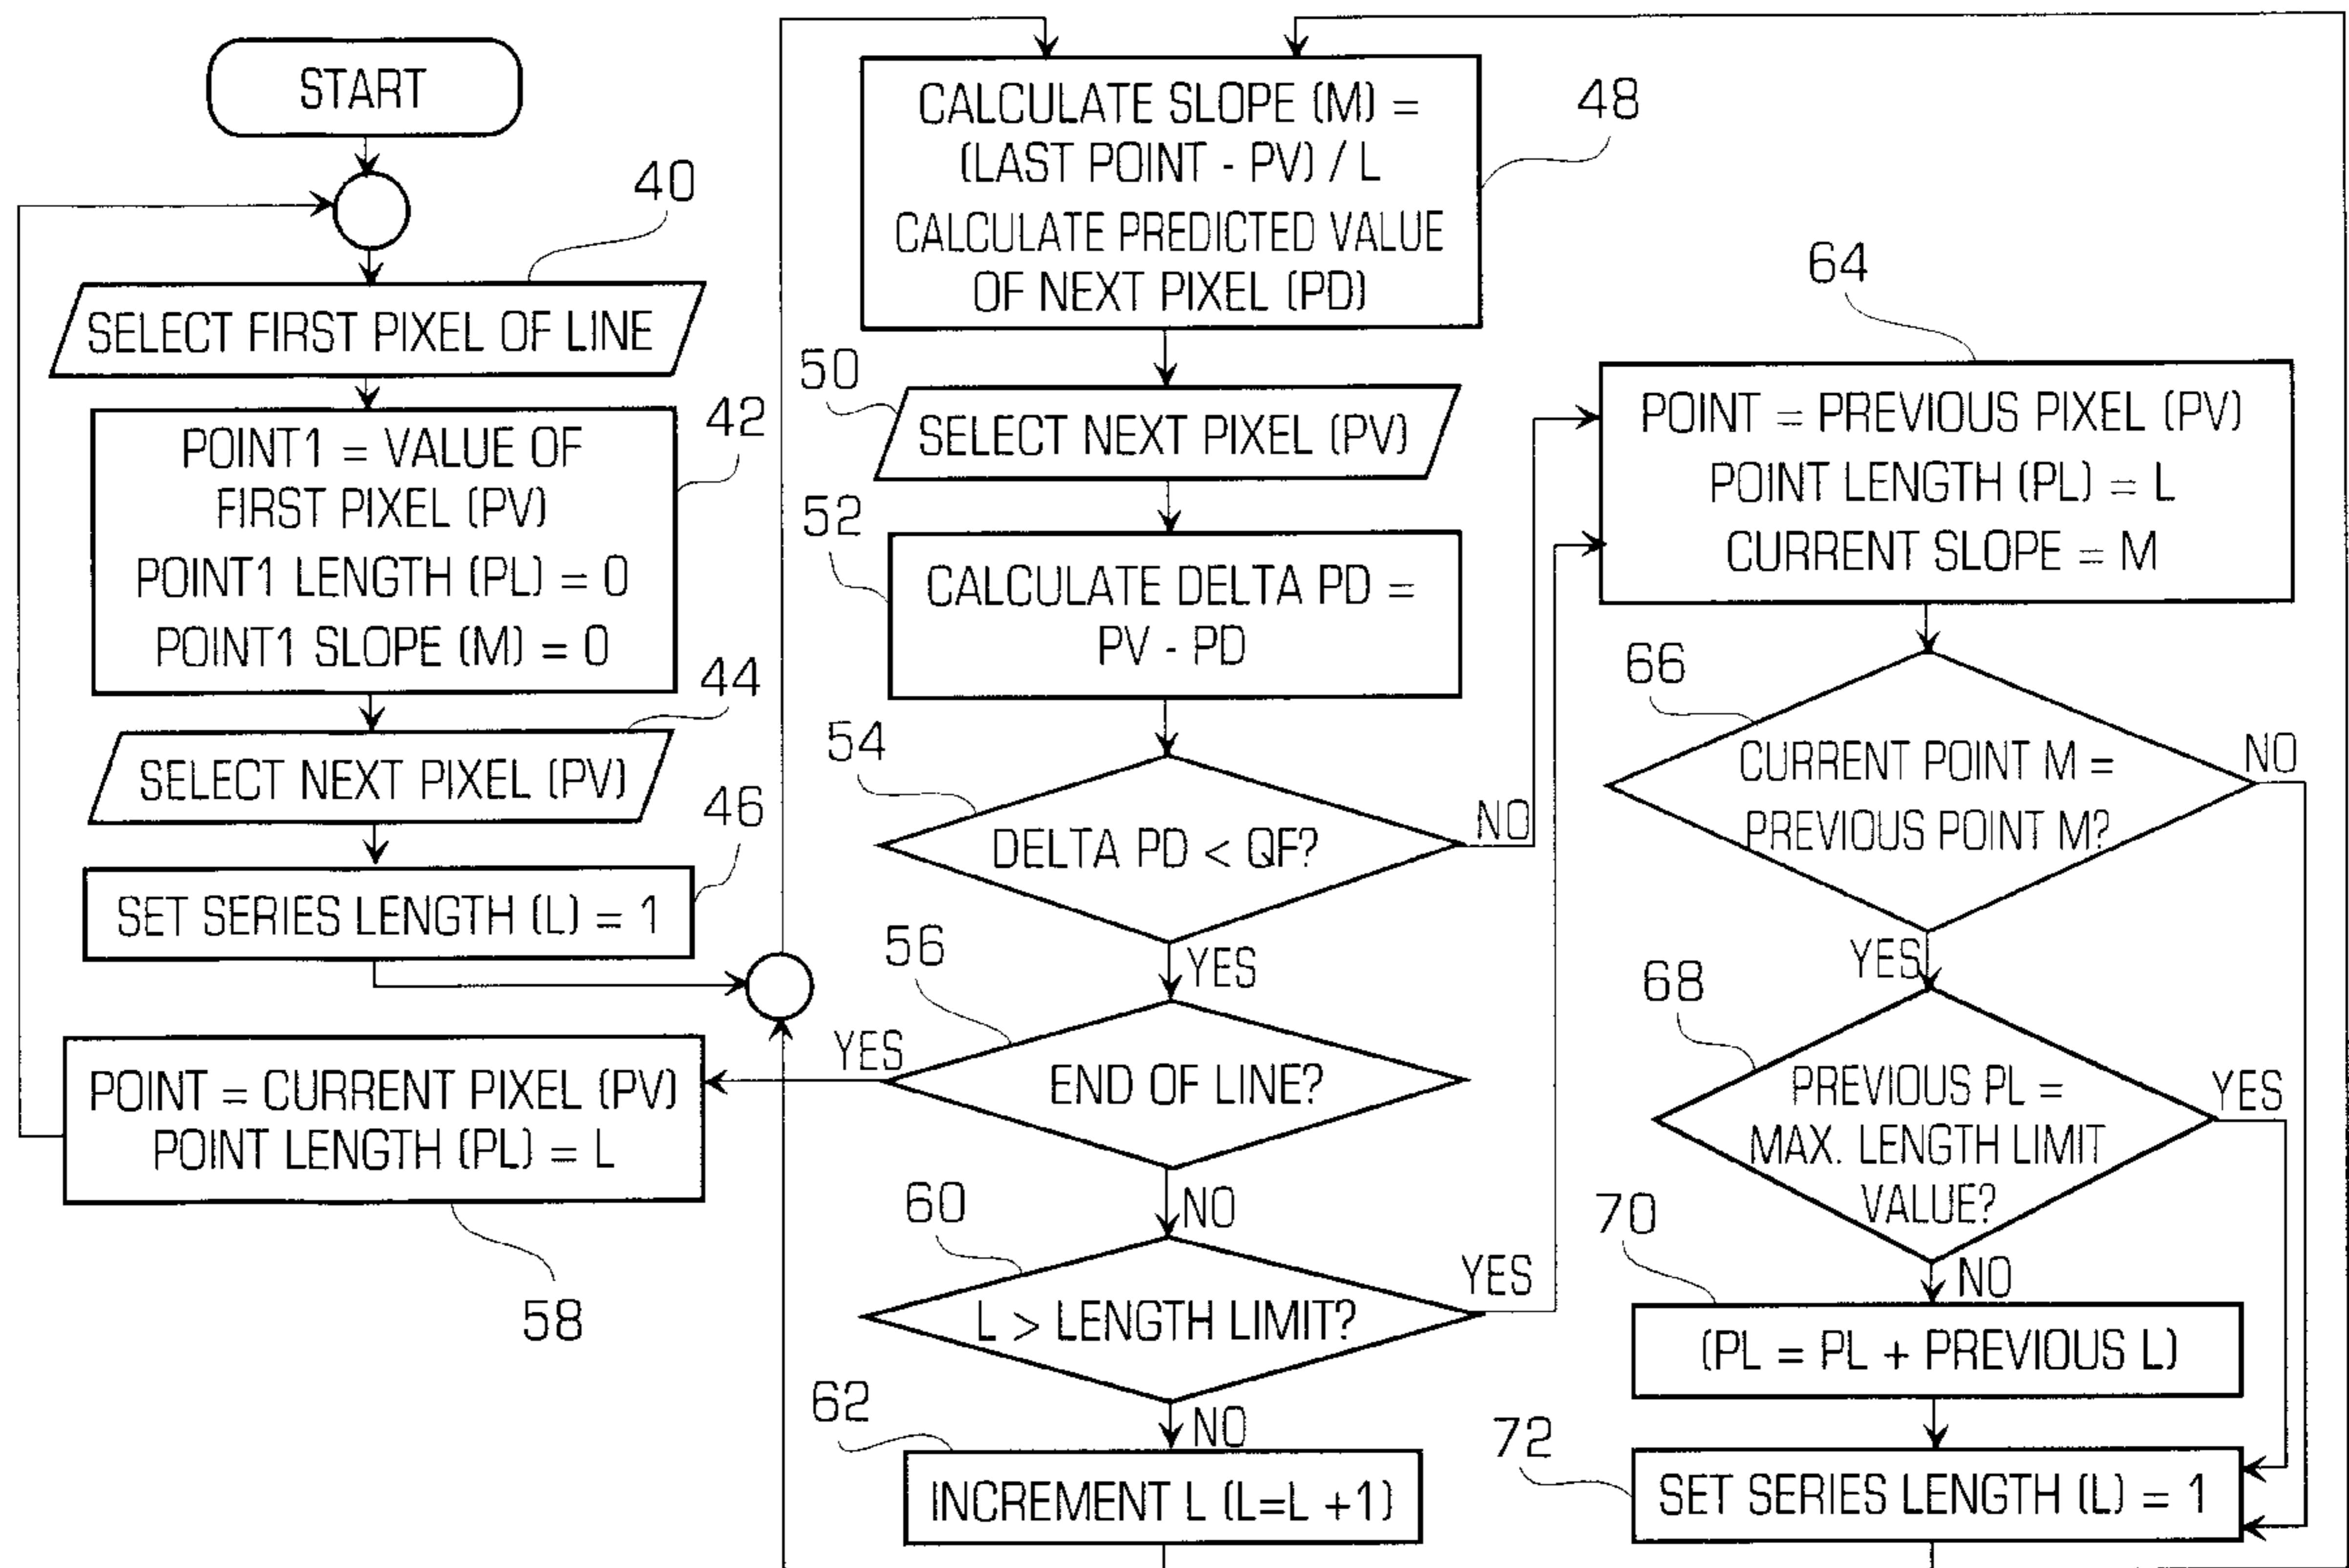 START
40
SELECT FIRST PIXEL OF LINE
42
POINT1 = VALUE OF
FIRST PIXEL (PV)
POINT1 LENGTH (PL) = 0
POINT1 SLOPE (M) = 0
44
SELECT NEXT PIXEL (PV)
46
SET SERIES LENGTH (L) = 1
POINT = CURRENT PIXEL (PV)
POINT LENGTH (PL) = L
58
48
CALCULATE SLOPE (M) =
(LAST POINT - PV) / L
CALCULATE PREDICTED VALUE
OF NEXT PIXEL (PD)
50
SELECT NEXT PIXEL (PV)
52
CALCULATE DELTA PD =
PV - PD
54
DELTA PD < QF?
NO
YES
56
END OF LINE?
YES
NO
60
L > LENGTH LIMIT?
YES
NO
62
INCREMENT L (L=L +1)
64
POINT = PREVIOUS PIXEL (PV)
POINT LENGTH (PL) = L
CURRENT SLOPE = M
66
CURRENT POINT M =
PREVIOUS POINT M?
NO
YES
68
PREVIOUS PL =
MAX. LENGTH LIMIT
VALUE?
YES
NO
70
(PL = PL + PREVIOUS L)
72
SET SERIES LENGTH (L) = 1